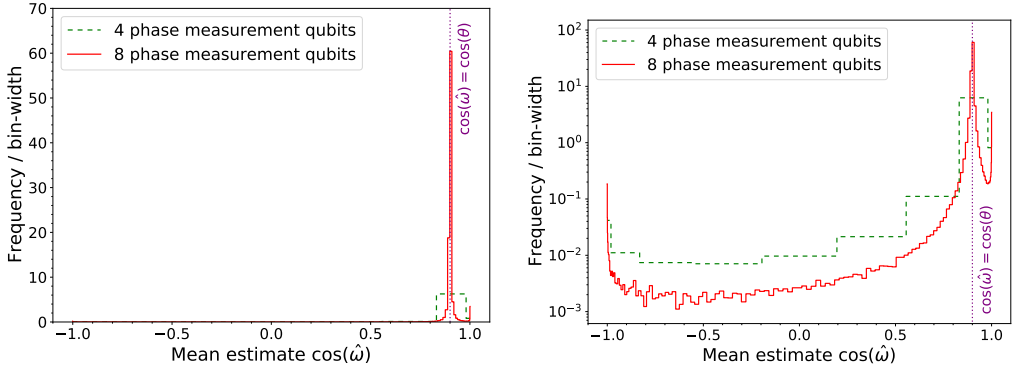 70
60
50
40
30
20
10
0
Frequency / bin-width
4 phase measurement qubits
8 phase measurement qubits
cos(ω̂) = cos(θ)
−1.0 −0.5 0.0 0.5 1.0
Mean estimate cos(ω̂)
10²
10¹
10⁰
10⁻¹
10⁻²
10⁻³
Frequency / bin-width
4 phase measurement qubits
8 phase measurement qubits
cos(ω̂) = cos(θ)
−1.0 −0.5 0.0 0.5 1.0
Mean estimate cos(ω̂)